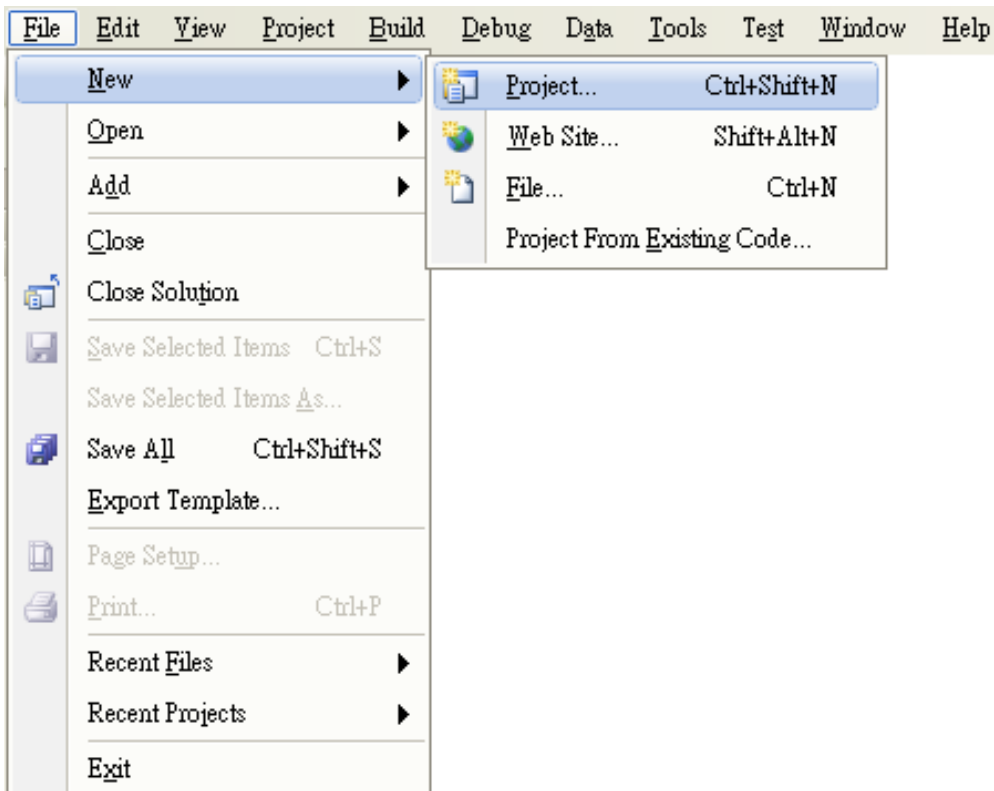 File Edit View Project Build Debug Data Tools Test Window Help
New
Project... Ctrl+Shift+N
Open
Web Site... Shift+Alt+N
Add
File... Ctrl+N
Close
Project From Existing Code...
Close Solution
Save Selected Items Ctrl+S
Save Selected Items As...
Save All Ctrl+Shift+S
Export Template...
Page Setup...
Print... Ctrl+P
Recent Files
Recent Projects
Exit